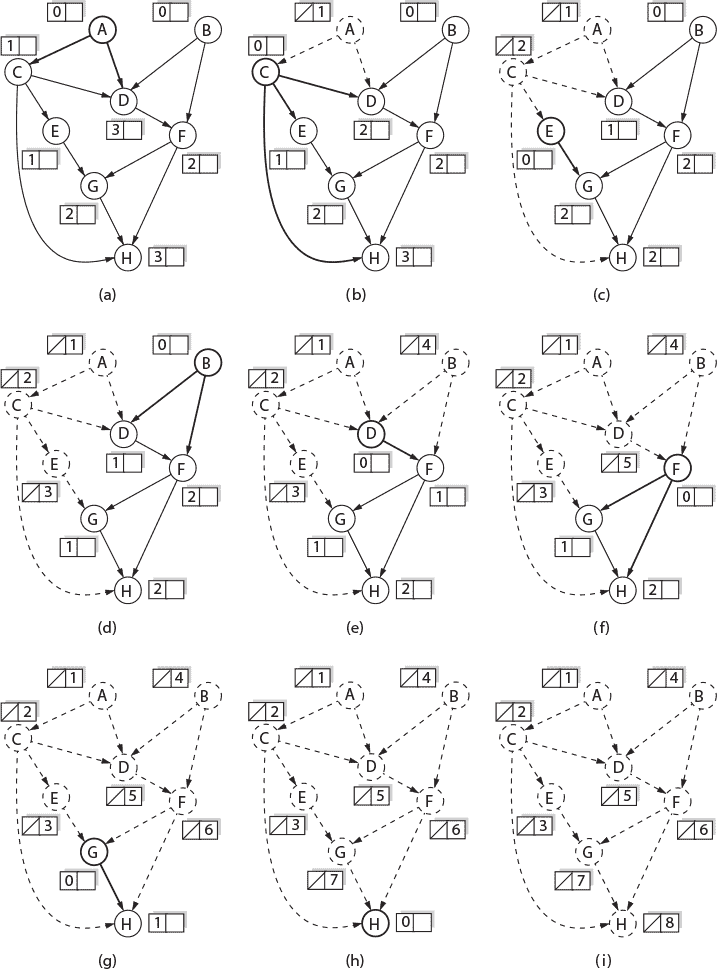 0 A
0 B
1 C
D 3
E 1
F 2
G 2
H 3
(a)
1 A
0 B
0 C
D 2
E 1
F 2
G 2
H 3
(b)
1 A
0 B
2 C
D 1
E 0
F 2
G 2
H 2
(c)
1 A
0 B
2 C
D 1
E 3
F 2
G 1
H 2
(d)
1 A
4 B
2 C
D 0
E 3
F 1
G 1
H 2
(e)
1 A
4 B
2 C
D 5
E 3
F 0
G 1
H 2
(f)
1 A
4 B
2 C
D 5
E 3
F 6
G 0
H 1
(g)
1 A
4 B
2 C
D 5
E 3
F 6
G 7
H 0
(h)
1 A
4 B
2 C
D 5
E 3
F 6
G 7
H 8
(i)